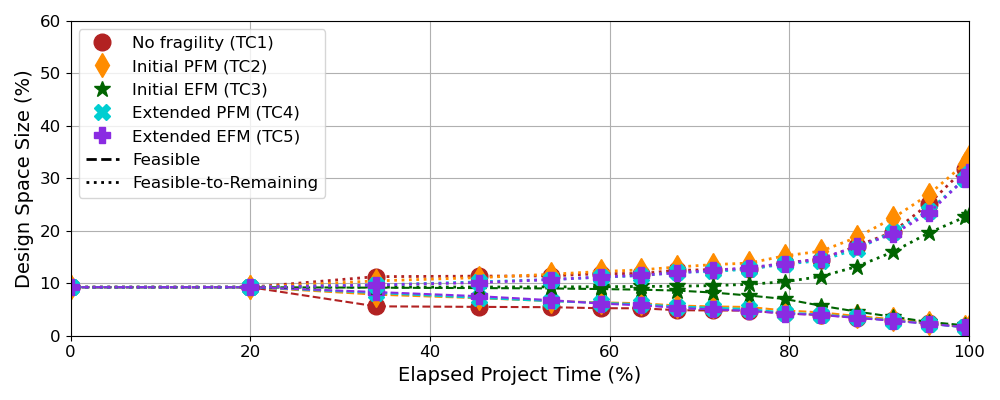 60
50
40
30
20
10
0
Design Space Size (%)
No fragility (TC1)
Initial PFM (TC2)
Initial EFM (TC3)
Extended PFM (TC4)
Extended EFM (TC5)
Feasible
Feasible-to-Remaining
0 20 40 60 80 100
Elapsed Project Time (%)